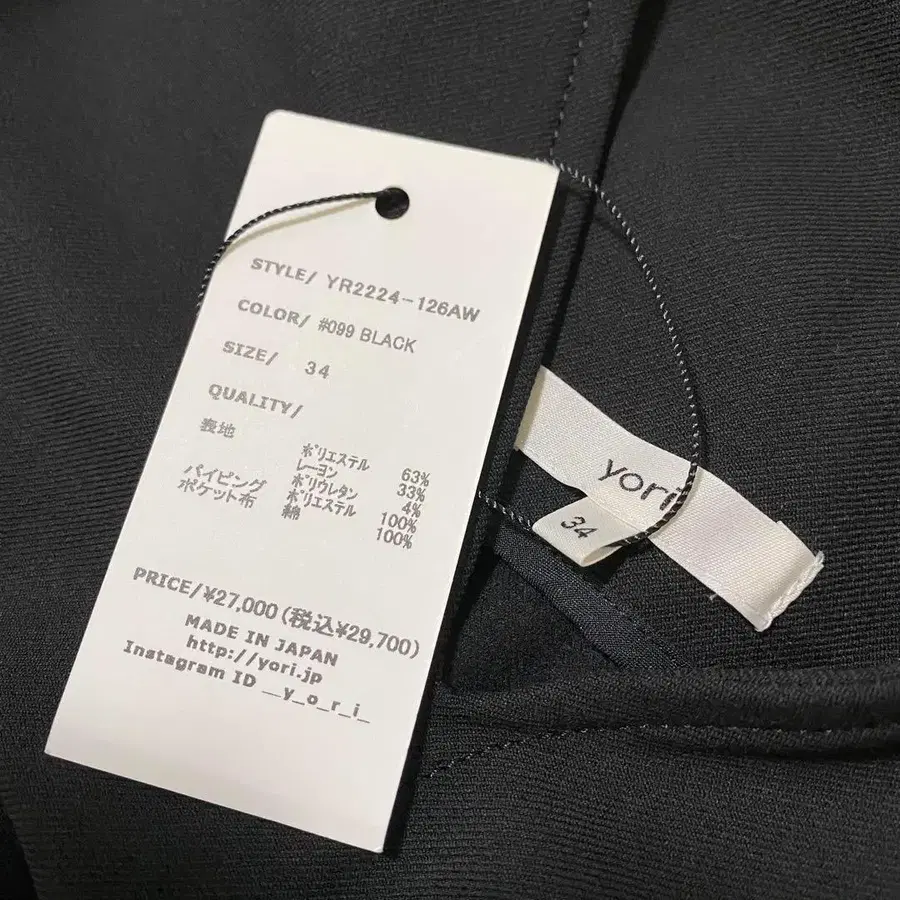 STYLE/ YR2224-126AW
COLOR/ #099 BLACK
SIZE/ 34
QUALITY/
表地 ポリエステル 63%
レーヨン 33%
ポリウレタン 4%
パイピング ポリエステル 100%
ポケット布 綿 100%
PRICE/¥27,000(税込¥29,700)
MADE IN JAPAN
http://yori.jp
Instagram ID __y_o_r_i_
yori
34